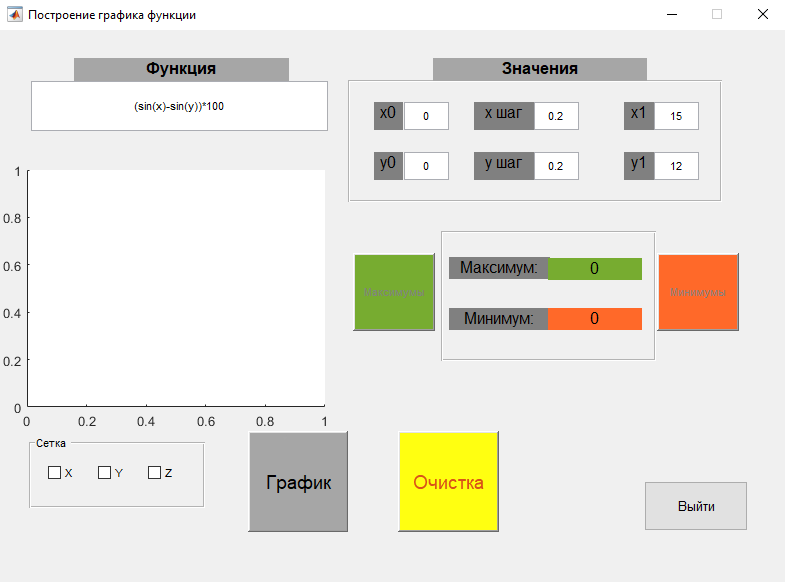 Построение графика функции
Функция
(sin(x)-sin(y))*100
Значения
x0 0 x шаг 0.2 x1 15
y0 0 y шаг 0.2 y1 12
1
0.8
0.6
0.4
0.2
0
0 0.2 0.4 0.6 0.8 1
Максимумы
Максимум: 0
Минимум: 0
Минимумы
Сетка
X Y Z
График
Очистка
Выйти